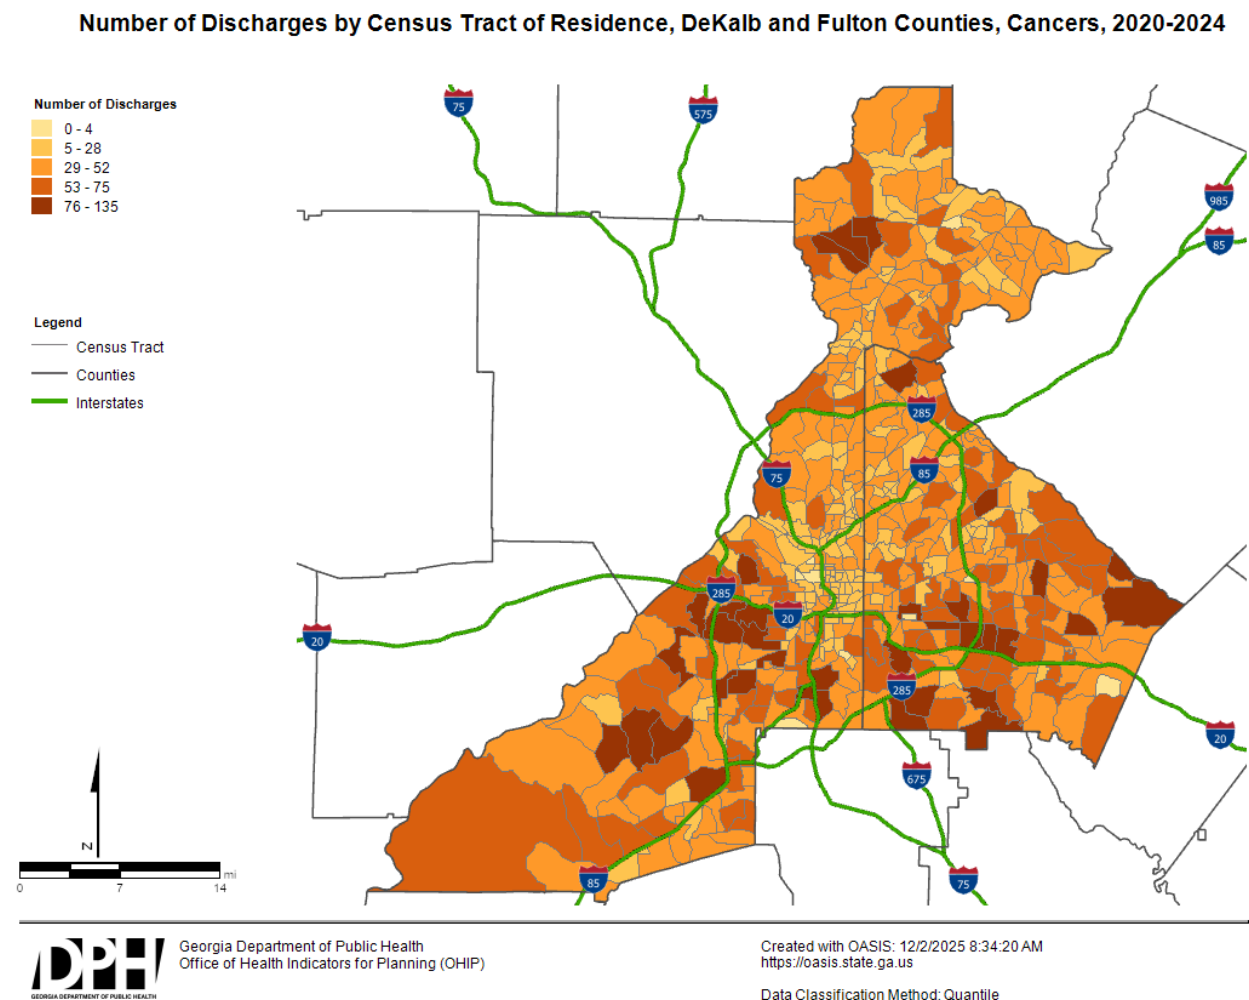 Number of Discharges by Census Tract of Residence, DeKalb and Fulton Counties, Cancers, 2020-2024
Number of Discharges
0 - 4
5 - 28
29 - 52
53 - 75
76 - 135
Legend
Census Tract
Counties
Interstates
75
575
985
85
285
75
85
285
20
20
285
20
675
85
75
N
0
7
14
mi
DPH
GEORGIA DEPARTMENT OF PUBLIC HEALTH
Georgia Department of Public Health
Office of Health Indicators for Planning (OHIP)
Created with OASIS: 12/2/2025 8:34:20 AM
https://oasis.state.ga.us
Data Classification Method: Quantile